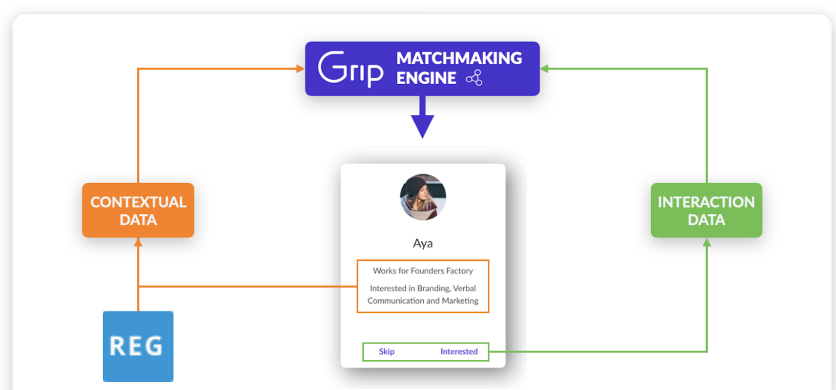 Grip MATCHMAKING
ENGINE
CONTEXTUAL
DATA
INTERACTION
DATA
Aya
Works for Founders Factory
Interested in Branding, Verbal
Communication and Marketing
REG
Skip Interested